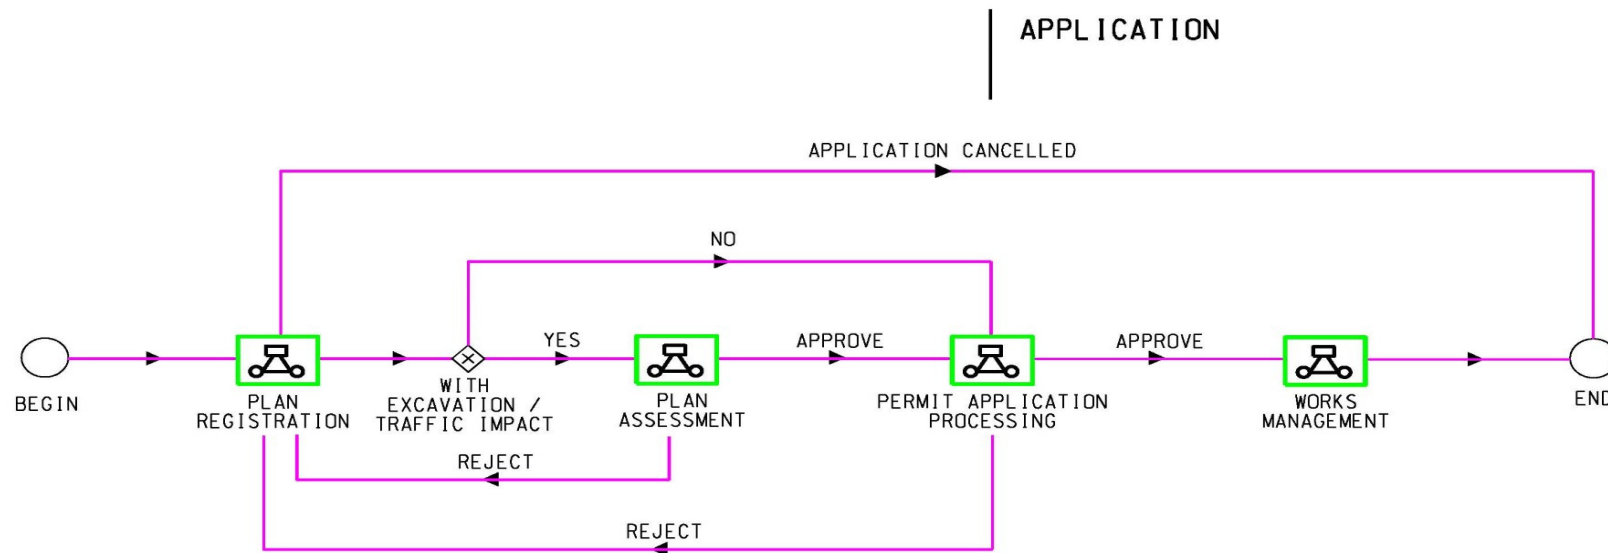 APPLICATION
APPLICATION CANCELLED
NO
YES
APPROVE
APPROVE
BEGIN
PLAN
REGISTRATION
WITH
EXCAVATION /
TRAFFIC IMPACT
PLAN
ASSESSMENT
PERMIT APPLICATION
PROCESSING
WORKS
MANAGEMENT
END
REJECT
REJECT